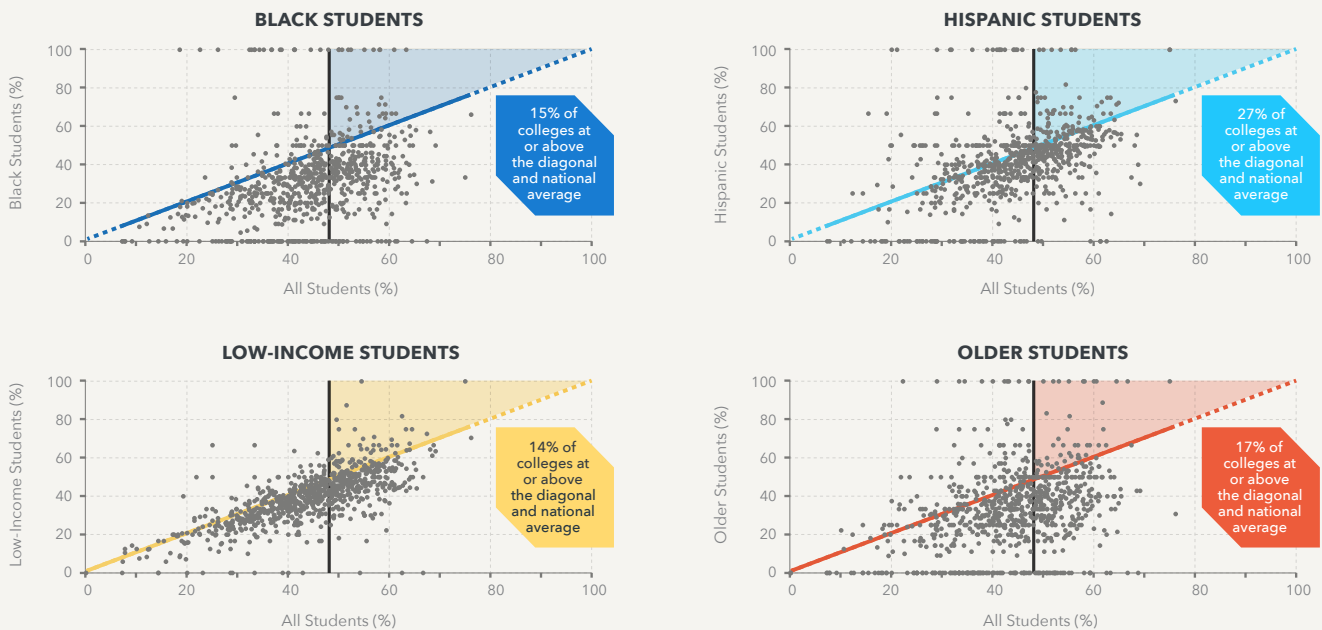 BLACK STUDENTS
Black Students (%)
100
80
60
40
20
0
0 20 40 60 80 100
All Students (%)
15% of
colleges at
or above
the diagonal
and national
average
HISPANIC STUDENTS
Hispanic Students (%)
100
80
60
40
20
0
0 20 40 60 80 100
All Students (%)
27% of
colleges at
or above
the diagonal
and national
average
LOW-INCOME STUDENTS
Low-Income Students (%)
100
80
60
40
20
0
0 20 40 60 80 100
All Students (%)
14% of
colleges at
or above
the diagonal
and national
average
OLDER STUDENTS
Older Students (%)
100
80
60
40
20
0
0 20 40 60 80 100
All Students (%)
17% of
colleges at
or above
the diagonal
and national
average